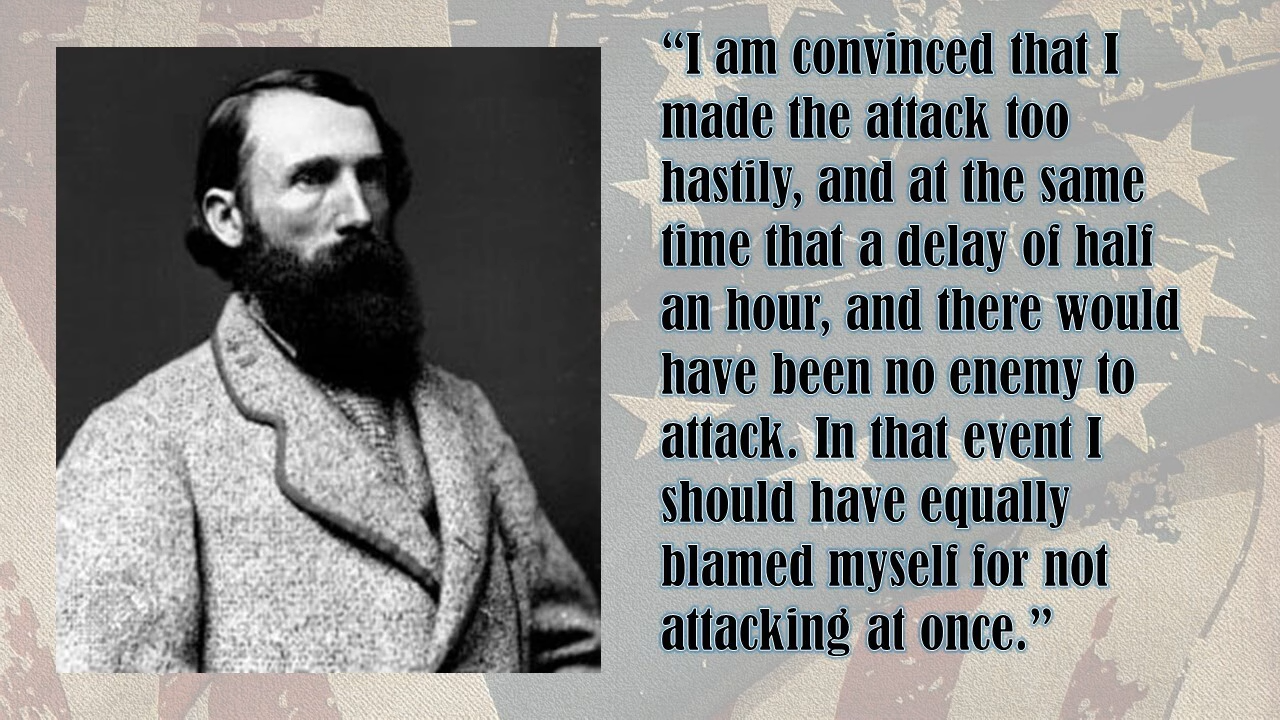 “I am convinced that I
made the attack too
hastily, and at the same
time that a delay of half
an hour, and there would
have been no enemy to
attack. In that event I
should have equally
blamed myself for not
attacking at once.”